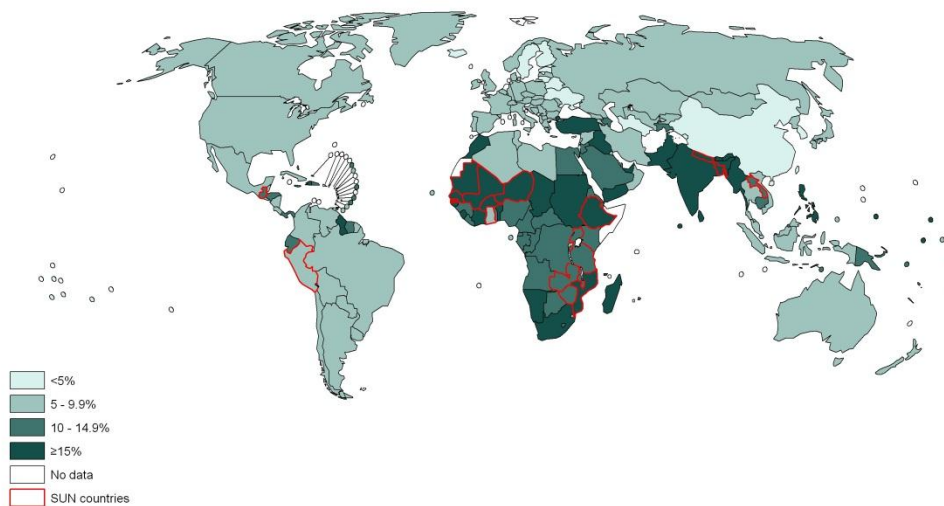 <5%
5 - 9.9%
10 - 14.9%
≥15%
No data
SUN countries